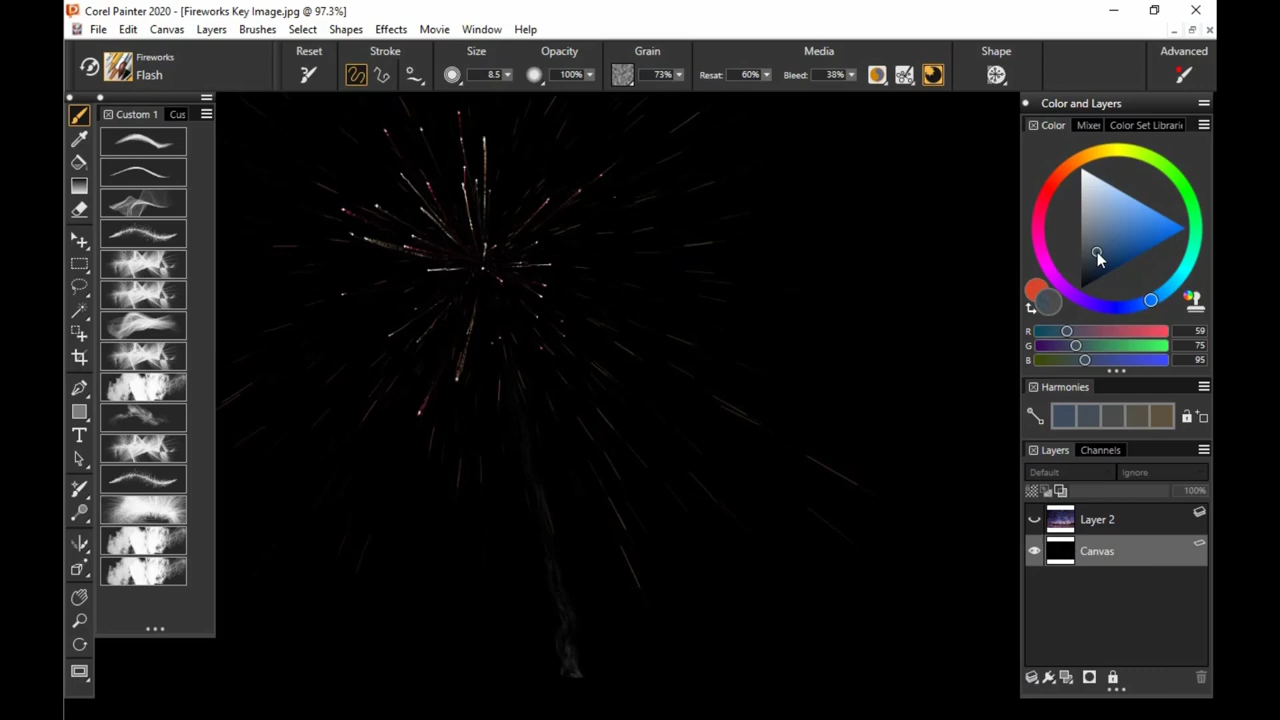 Corel Painter 2020 - [Fireworks Key Image.jpg @ 97.3%]
File Edit Canvas Layers Brushes Select Shapes Effects Movie Window Help
Fireworks
Flash
Reset
Stroke
Size
8.5
Opacity
100%
Grain
73%
Media
Resat: 60%
Bleed: 38%
Shape
Advanced
Custom 1
Cus
Color and Layers
Color
Mixer
Color Set Librari
R 59
G 75
B 95
Harmonies
Layers
Channels
Default
Ignore
100%
Layer 2
Canvas